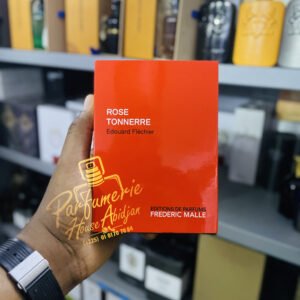 ROSE
TONNERRE
Edouard Fléchier
Parfumerie
House Abidjan
EDITIONS DE PARFUMS
FREDERIC MALLE